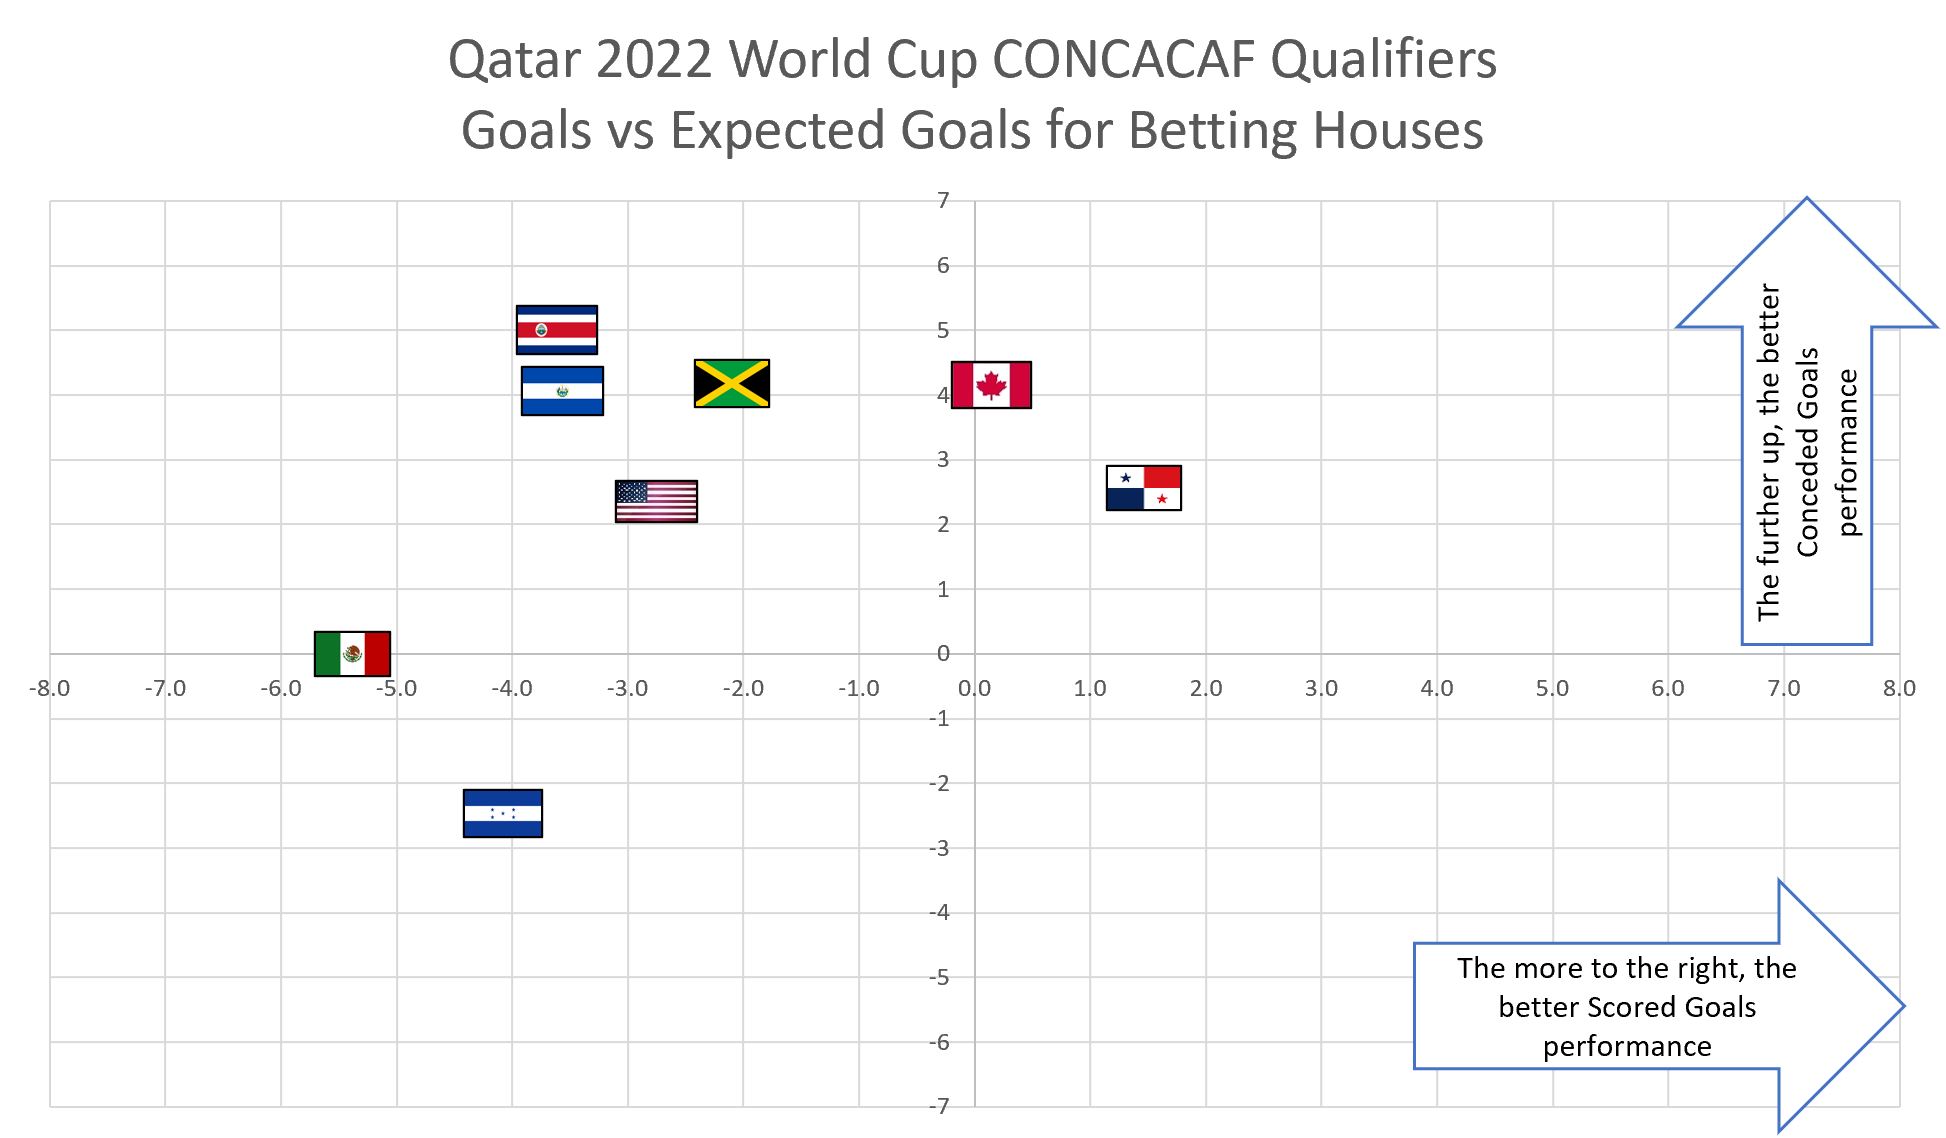 Qatar 2022 World Cup CONCACAF Qualifiers
Goals vs Expected Goals for Betting Houses
7
6
5
4
3
2
1
0
-8.0 -7.0 -6.0 -5.0 -4.0 -3.0 -2.0 -1.0 0.0 1.0 2.0 3.0 4.0 5.0 6.0 7.0 8.0
-1
-2
-3
-4
-5
-6
-7
The further up, the better
Conceded Goals
performance
The more to the right, the
better Scored Goals
performance